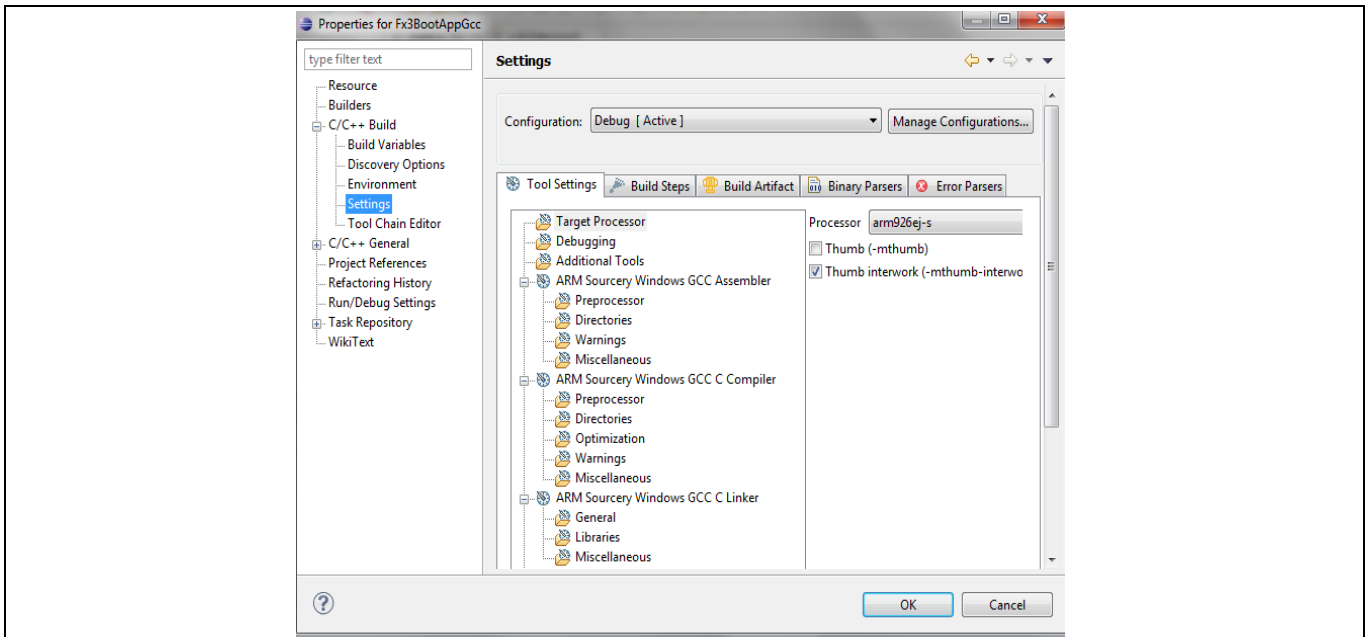 Properties for Fx3BootAppGcc
type filter text
Resource
Builders
C/C++ Build
Build Variables
Discovery Options
Environment
Settings
Tool Chain Editor
C/C++ General
Project References
Refactoring History
Run/Debug Settings
Task Repository
WikiText
Settings
Configuration: Debug [ Active ] Manage Configurations...
Tool Settings Build Steps Build Artifact Binary Parsers Error Parsers
Target Processor
Debugging
Additional Tools
ARM Sourcery Windows GCC Assembler
Preprocessor
Directories
Warnings
Miscellaneous
ARM Sourcery Windows GCC C Compiler
Preprocessor
Directories
Optimization
Warnings
Miscellaneous
ARM Sourcery Windows GCC C Linker
General
Libraries
Miscellaneous
Processor arm926ej-s
Thumb (-mthumb)
Thumb interwork (-mthumb-interwo
OK Cancel